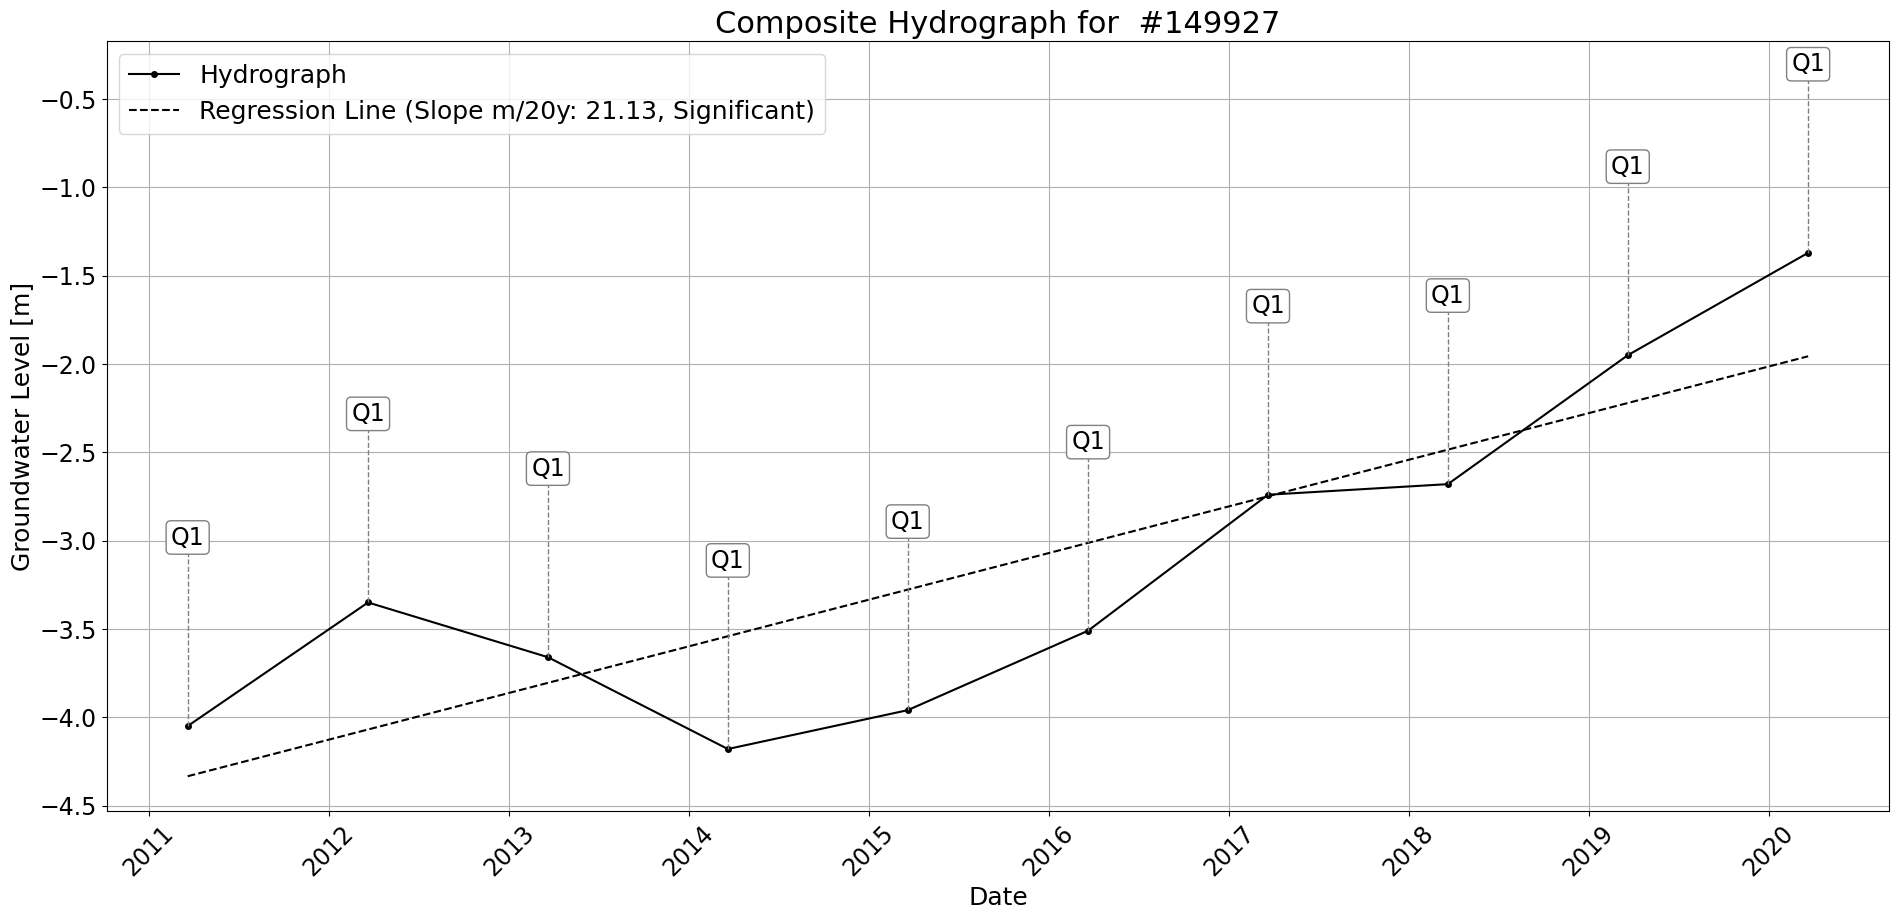 Composite Hydrograph for  #149927
Hydrograph
Regression Line (Slope m/20y: 21.13, Significant)
Groundwater Level [m]
−0.5
−1.0
−1.5
−2.0
−2.5
−3.0
−3.5
−4.0
−4.5
Q1
Q1
Q1
Q1
Q1
Q1
Q1
Q1
Q1
Q1
2011
2012
2013
2014
2015
2016
2017
2018
2019
2020
Date